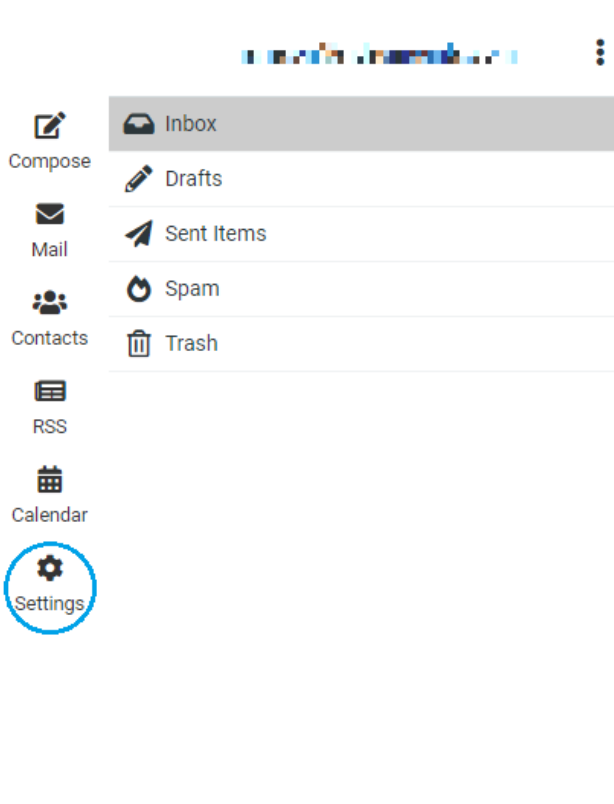 Compose
Mail
Contacts
RSS
Calendar
Settings
Inbox
Drafts
Sent Items
Spam
Trash